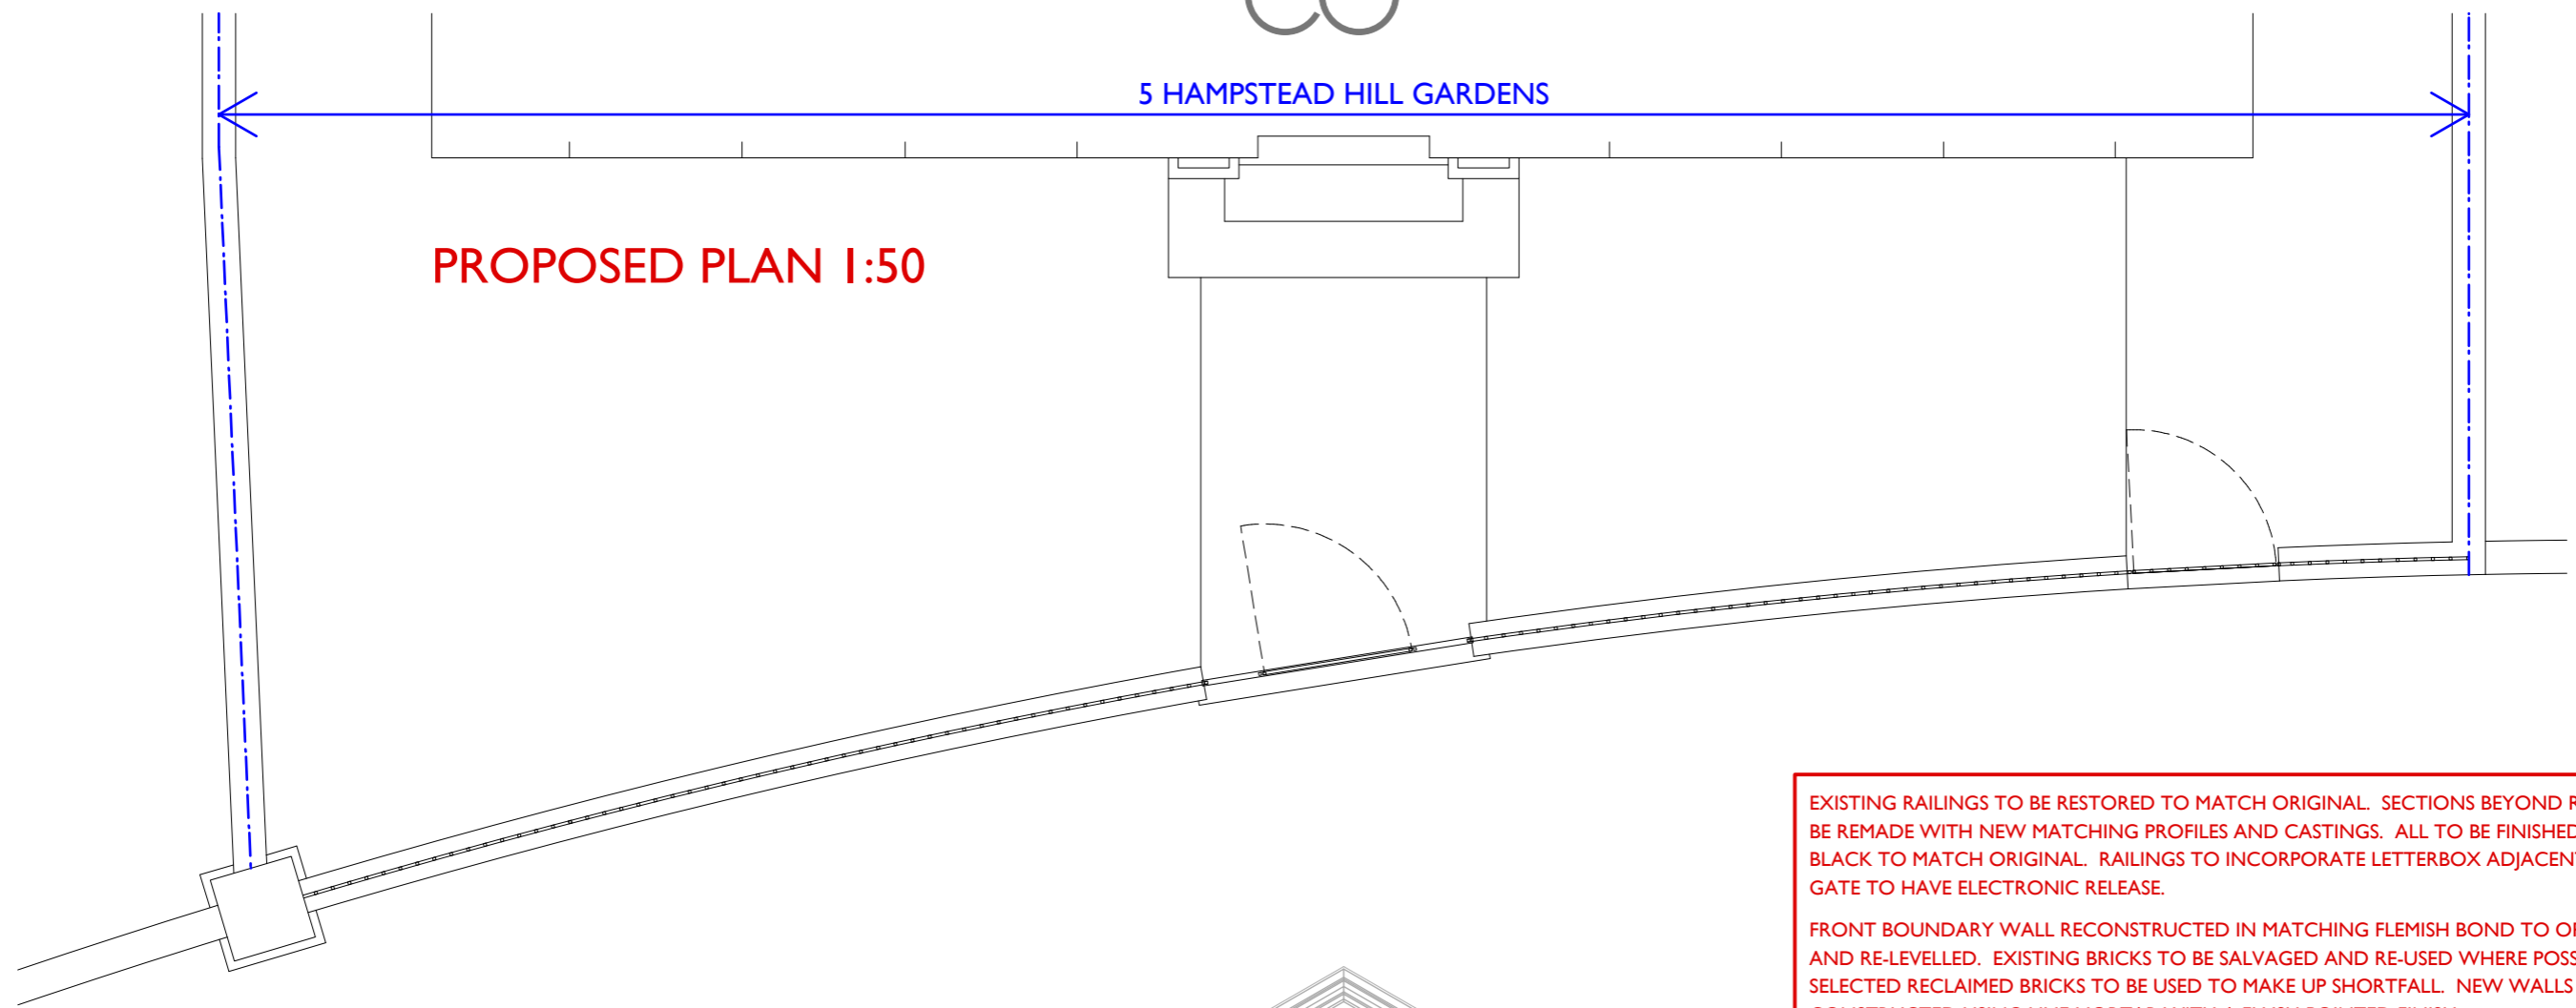 5 HAMPSTEAD HILL GARDENS
PROPOSED PLAN 1:50
EXISTING RAILINGS TO BE RESTORED TO MATCH ORIGINAL. SECTIONS BEYOND
BE REMADE WITH NEW MATCHING PROFILES AND CASTINGS. ALL TO BE FINISHED
BLACK TO MATCH ORIGINAL. RAILINGS TO INCORPORATE LETTERBOX
GATE TO HAVE ELECTRONIC RELEASE.
FRONT BOUNDARY WALL RECONSTRUCTED IN MATCHING FLEMISH BOND TO
AND RE-LEVELLED. EXISTING BRICKS TO BE SALVAGED AND RE-USED WHERE
SELECTED RECLAIMED BRICKS TO BE USED TO MAKE UP SHORTFALL. NEW WALLS